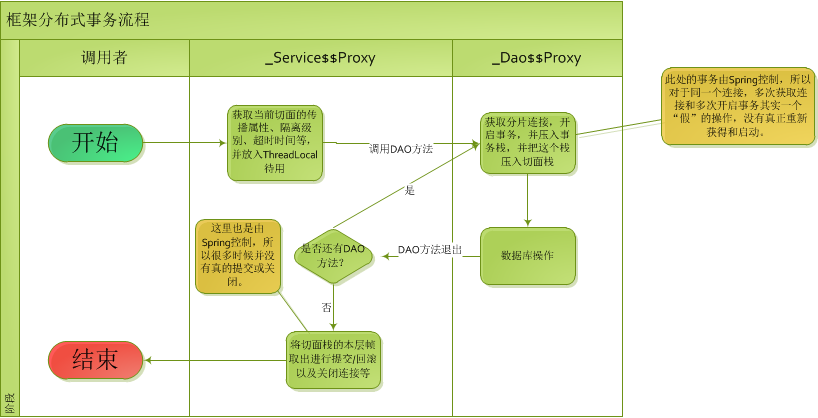 框架分布式事务流程
调用者
_Service$$Proxy
_Dao$$Proxy
开始
获取当前切面的传
播属性、隔离级
别、超时时间等，
并放入ThreadLocal
待用
调用DAO方法
获取分片连接，开
启事务，并压入事
务栈，并把这个栈
压入切面栈
此处的事务由Spring控制，所以
对于同一个连接，多次获取连
接和多次开启事务其实一个
“假”的操作，没有真正重新
获得和启动。
是
这里也是由
Spring控制，所
以很多时候并没
有真的提交或关
闭。
是否还有DAO
方法？
DAO方法退出
数据库操作
否
将切面栈的本层帧
取出进行提交/回滚
以及关闭连接等
结束
阶段